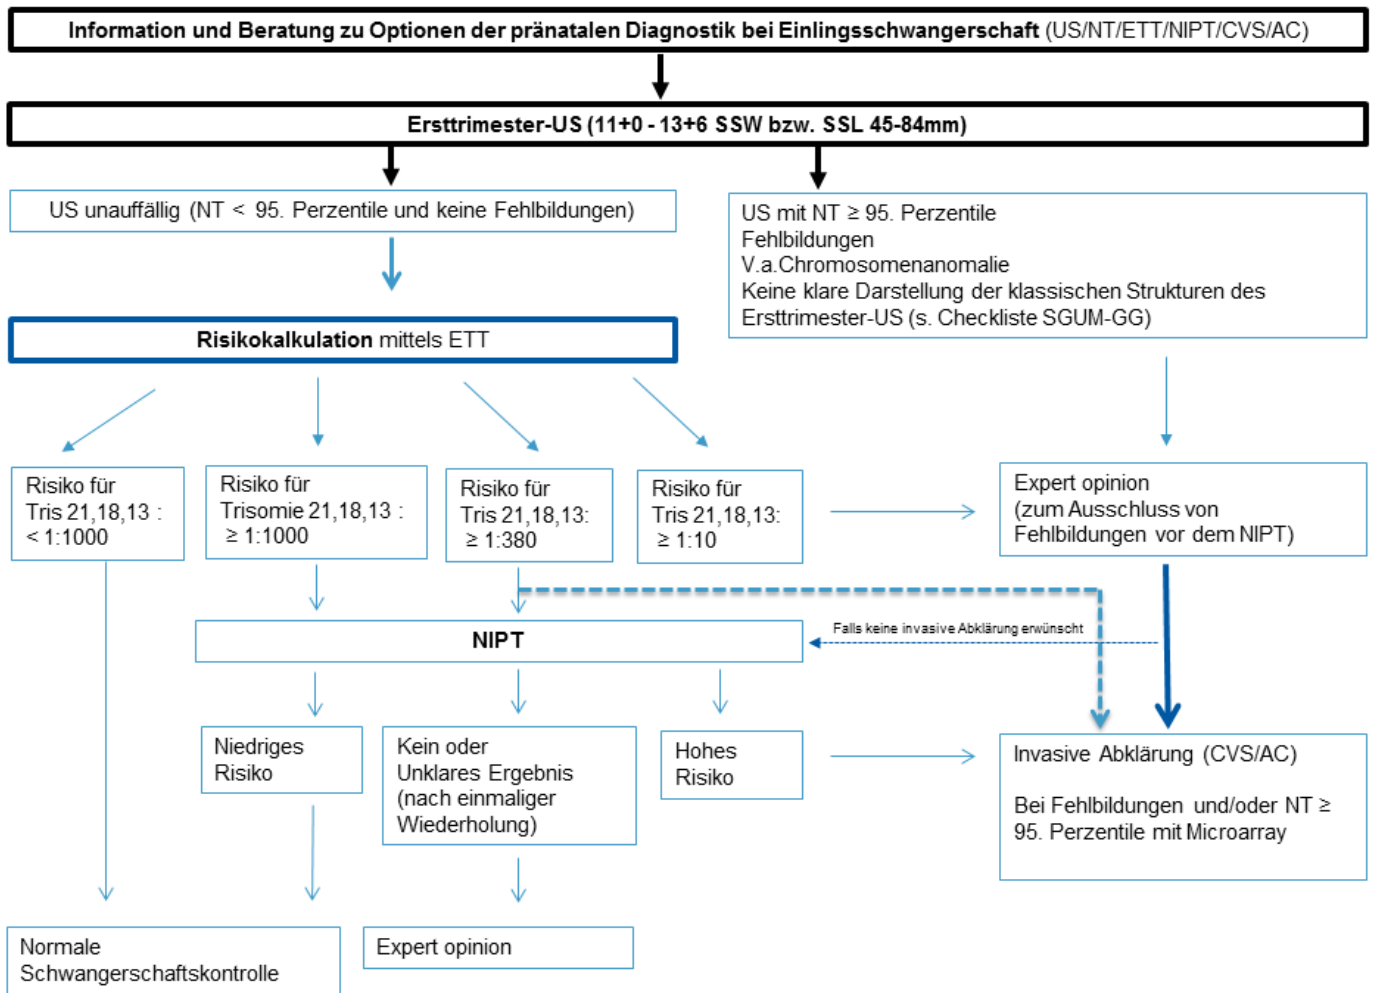 Information und Beratung zu Optionen der pränatalen Diagnostik bei Einlingsschwangerschaft (US/NT/ETT/NIPT/CVS/AC)
Ersttrimester-US (11+0 - 13+6 SSW bzw. SSL 45-84mm)
US unauffällig (NT < 95. Perzentile und keine Fehlbildungen)
US mit NT ≥ 95. Perzentile
Fehlbildungen
V.a.Chromosomenanomalie
Keine klare Darstellung der klassischen Strukturen des
Ersttrimester-US (s. Checkliste SGUM-GG)
Risikokalkulation mittels ETT
Risiko für
Tris 21,18,13 :
< 1:1000
Risiko für
Trisomie 21,18,13 :
≥ 1:1000
Risiko für
Tris 21,18,13:
≥ 1:380
Risiko für
Tris 21,18,13:
≥ 1:10
Expert opinion
(zum Ausschluss von
Fehlbildungen vor dem NIPT)
NIPT
Falls keine invasive Abklärung erwünscht
Niedriges
Risiko
Kein oder
Unklares Ergebnis
(nach einmaliger
Wiederholung)
Hohes
Risiko
Invasive Abklärung (CVS/AC)
Bei Fehlbildungen und/oder NT ≥
95. Perzentile mit Microarray
Normale
Schwangerschaftskontrolle
Expert opinion